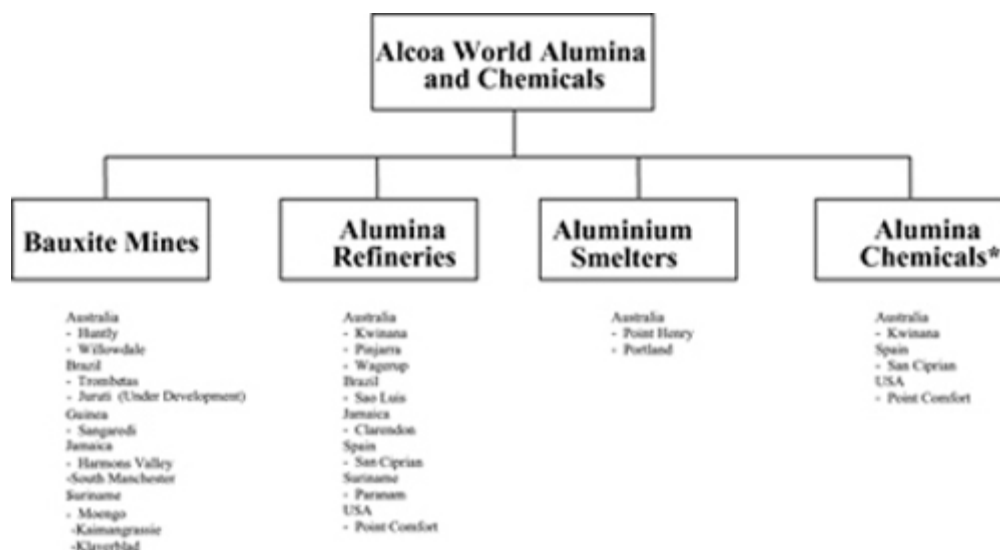 Alcoa World Alumina
and Chemicals
Bauxite Mines
Australia
- Huntly
- Willowdale
Brazil
- Trombetas
- Juruti (Under Development)
Guinea
- Sangaredi
Jamaica
- Harmons Valley
-South Manchester
Suriname
- Moengo
-Kaimangrassie
-Klaverblad
Alumina
Refineries
Australia
- Kwinana
- Pinjarra
- Wagerup
Brazil
- Sao Luis
Jamaica
- Clarendon
Spain
- San Ciprian
Suriname
- Paranam
USA
- Point Comfort
Aluminium
Smelters
Australia
- Point Henry
- Portland
Alumina
Chemicals*
Australia
- Kwinana
Spain
- San Ciprian
USA
- Point Comfort